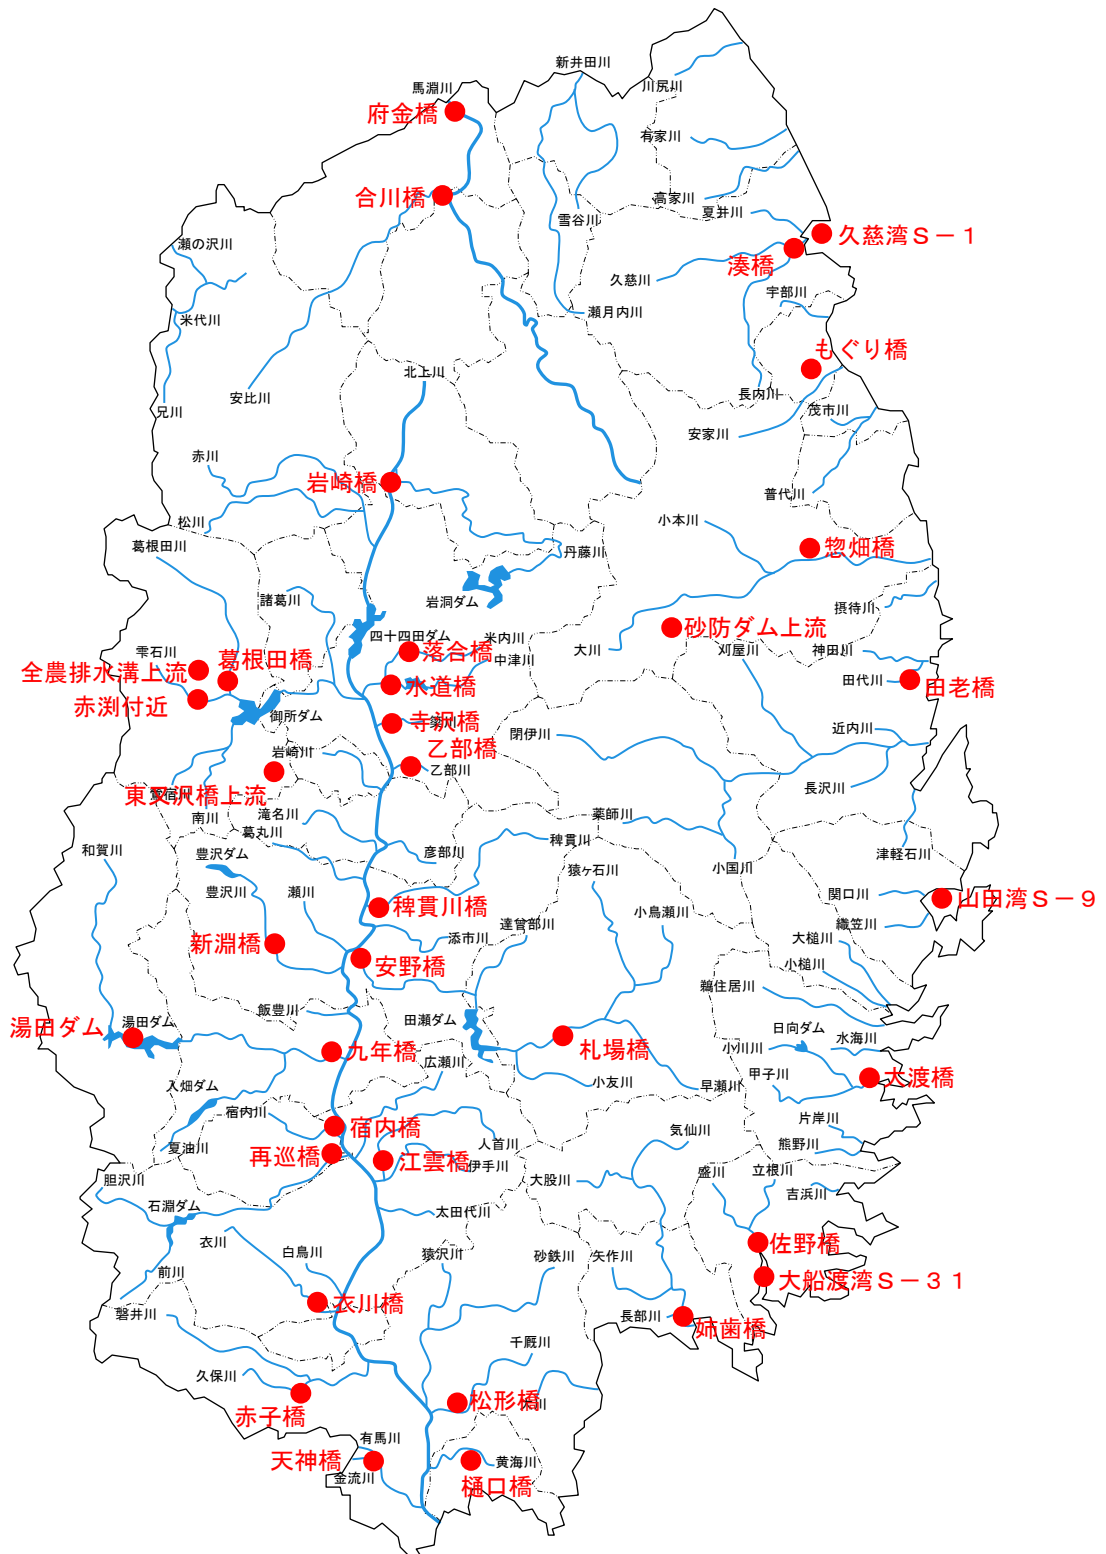 新井田川
馬淵川
川尻川
府金橋
有家川
合川橋
高家川
夏井川
雪谷川
久慈湾Ｓ－１
瀬の沢川
湊橋
久慈川
宇部川
瀬月内川
米代川
もぐり橋
北上川
安比川
長内川
兄川
茂市川
安家川
赤川
岩崎橋
普代川
松川
小本川
葛根田川
惣畑橋
丹藤川
諸葛川
岩洞ダム
摂待川
砂防ダム上流
四十四田ダム
米内川
雫石川
落合橋
大川
刈屋川
神田川
葛根田橋
中津川
全農排水溝上流
水道橋
田代川
田老橋
赤渕付近
御所ダム
寺沢橋
簗川
閉伊川
近内川
岩崎川
乙部橋
乙部川
東又沢橋上流
長沢川
南川
滝名川
薬師川
葛丸川
稗貫川
和賀川
豊沢ダム
彦部川
津軽石川
猿ヶ石川
小国川
豊沢川
瀬川
関口川
山田湾Ｓ－９
稗貫川橋
小鳥瀬川
達曾部川
織笠川
新淵橋
添市川
大槌川
安野橋
小槌川
鵜住居川
飯豊川
湯田ダム
湯田ダム
田瀬ダム
日向ダム
水海川
九年橋
札場橋
小川川
広瀬川
甲子川
大渡橋
入畑ダム
小友川
早瀬川
宿内川
片岸川
宿内橋
気仙川
夏油川
人首川
熊野川
再巡橋
江雲橋
伊手川
胆沢川
大股川
盛川
立根川
吉浜川
石淵ダム
太田代川
衣川
佐野橋
白鳥川
猿沢川
砂鉄川
矢作川
前川
大船渡湾Ｓ－３１
衣川橋
磐井川
長部川
姉歯橋
千厩川
久保川
松形橋
赤子橋
有馬川
天神橋
黄海川
金流川
樋口橋